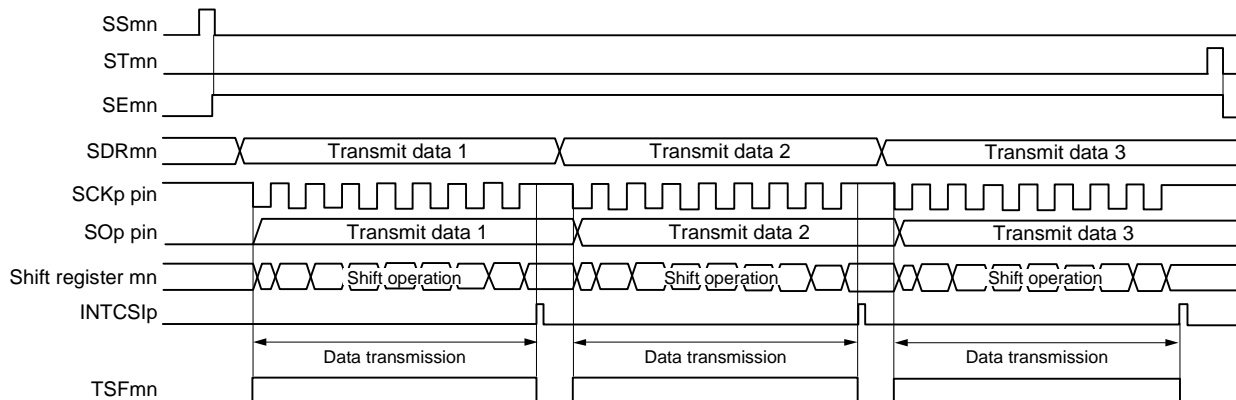 SSmn
STmn
SEmn
SDRmn Transmit data 1 Transmit data 2 Transmit data 3
SCKp pin
SOp pin Transmit data 1 Transmit data 2 Transmit data 3
Shift register mn Shift operation Shift operation Shift operation
INTCSIp
Data transmission Data transmission Data transmission
TSFmn